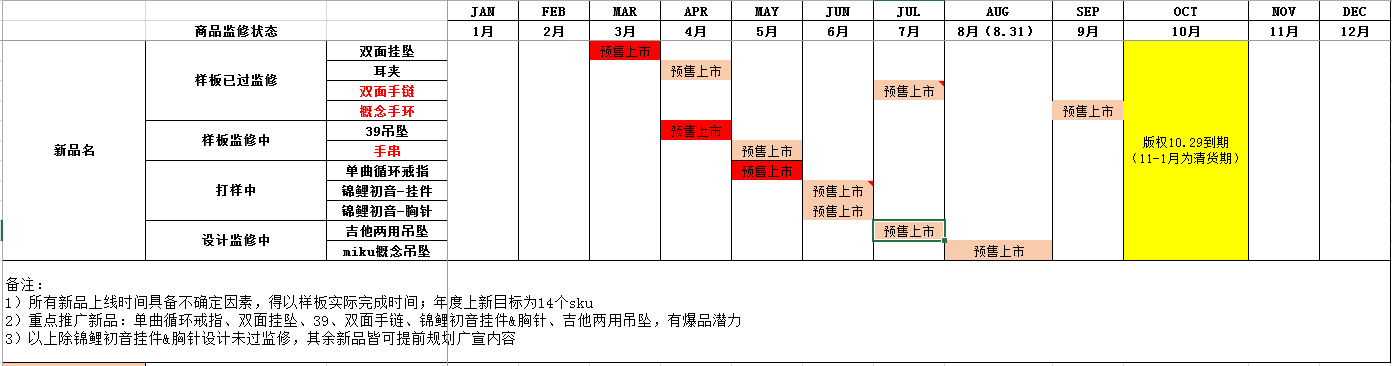 JAN FEB MAR APR MAY JUN JUL AUG SEP OCT NOV DEC
商品监修状态 1月 2月 3月 4月 5月 6月 7月 8月（8.31） 9月 10月 11月 12月
新品名
样板已过监修
双面挂坠 预售上市
耳夹 预售上市
双面手链 预售上市
概念手环 预售上市
样板监修中
39吊坠 预售上市
手串 预售上市
打样中
单曲循环戒指 预售上市
锦鲤初音-挂件 预售上市
锦鲤初音-胸针 预售上市
设计监修中
吉他两用吊坠 预售上市
miku概念吊坠 预售上市
版权10.29到期
（11-1月为清货期）
备注：
1）所有新品上线时间具备不确定因素，得以样板实际完成时间；年度上新目标为14个sku
2）重点推广新品：单曲循环戒指、双面挂坠、39、双面手链、锦鲤初音挂件&胸针、吉他两用吊坠，有爆品潜力
3）以上除锦鲤初音挂件&胸针设计未过监修，其余新品皆可提前规划广宣内容